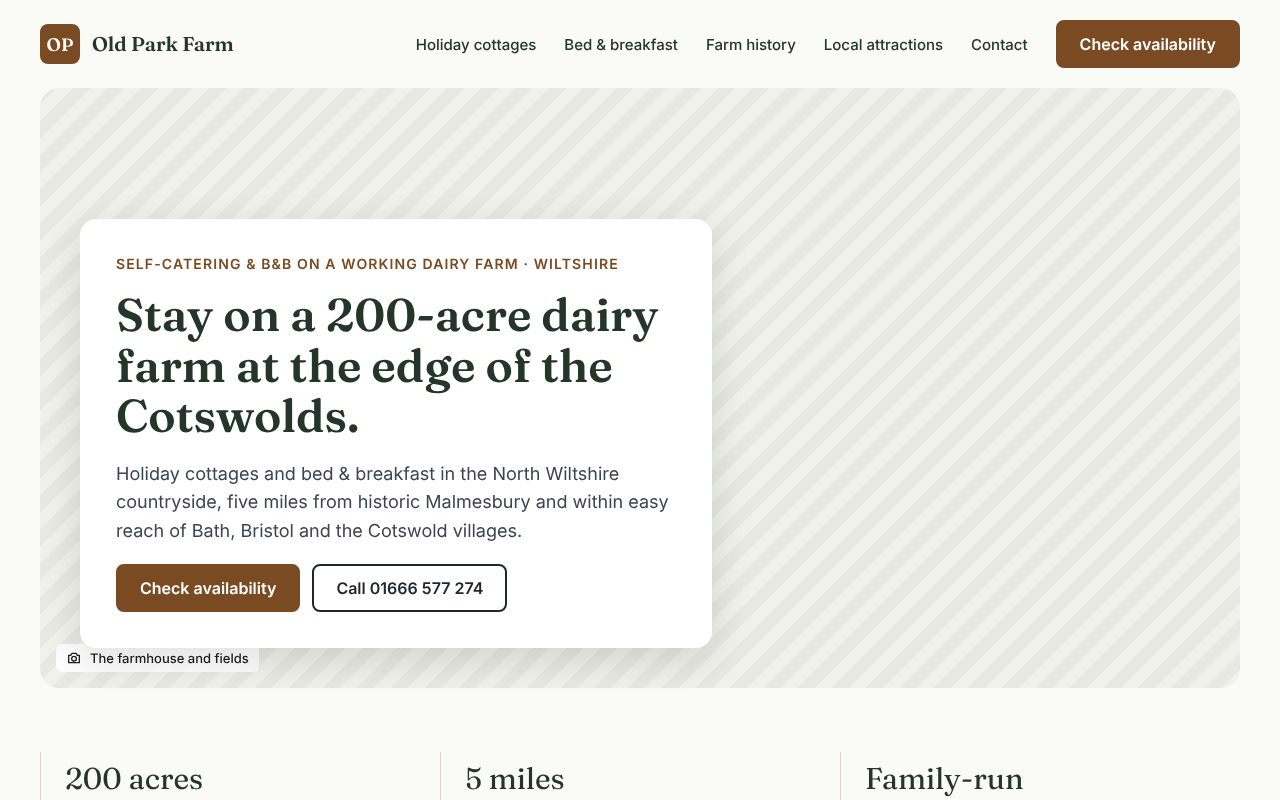 OP
Old Park Farm
Holiday cottages
Bed & breakfast
Farm history
Local attractions
Contact
Check availability
SELF-CATERING & B&B ON A WORKING DAIRY FARM · WILTSHIRE
Stay on a 200-acre dairy
farm at the edge of the
Cotswolds.
Holiday cottages and bed & breakfast in the North Wiltshire
countryside, five miles from historic Malmesbury and within easy
reach of Bath, Bristol and the Cotswold villages.
Check availability
Call 01666 577 274
The farmhouse and fields
200 acres
5 miles
Family-run